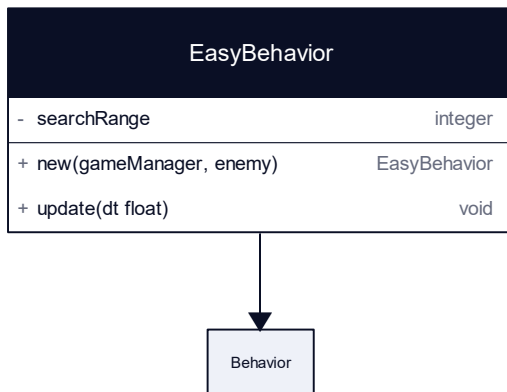 EasyBehavior
- searchRange integer
+ new(gameManager, enemy) EasyBehavior
+ update(dt float) void
Behavior